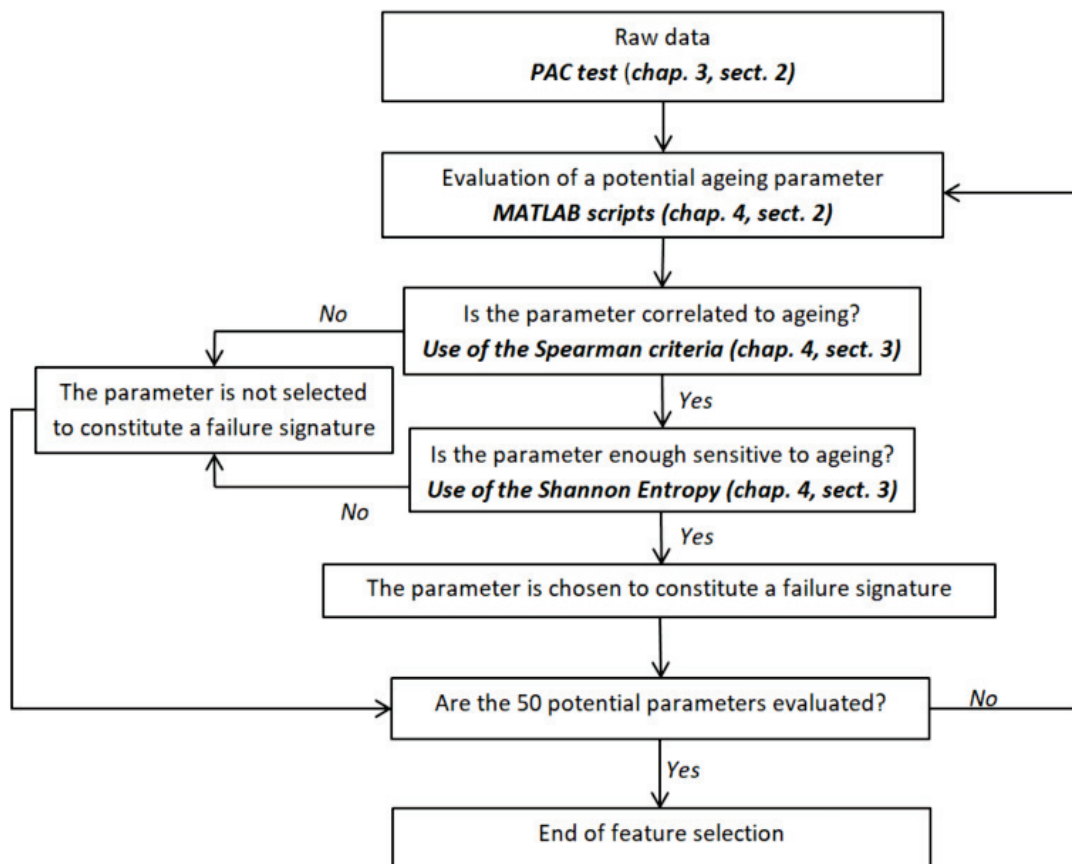 Raw data
PAC test (chap. 3, sect. 2)
Evaluation of a potential ageing parameter
MATLAB scripts (chap. 4, sect. 2)
No
Is the parameter correlated to ageing?
Use of the Spearman criteria (chap. 4, sect. 3)
The parameter is not selected
to constitute a failure signature
Yes
Is the parameter enough sensitive to ageing?
Use of the Shannon Entropy (chap. 4, sect. 3)
No
Yes
The parameter is chosen to constitute a failure signature
Are the 50 potential parameters evaluated?
No
Yes
End of feature selection